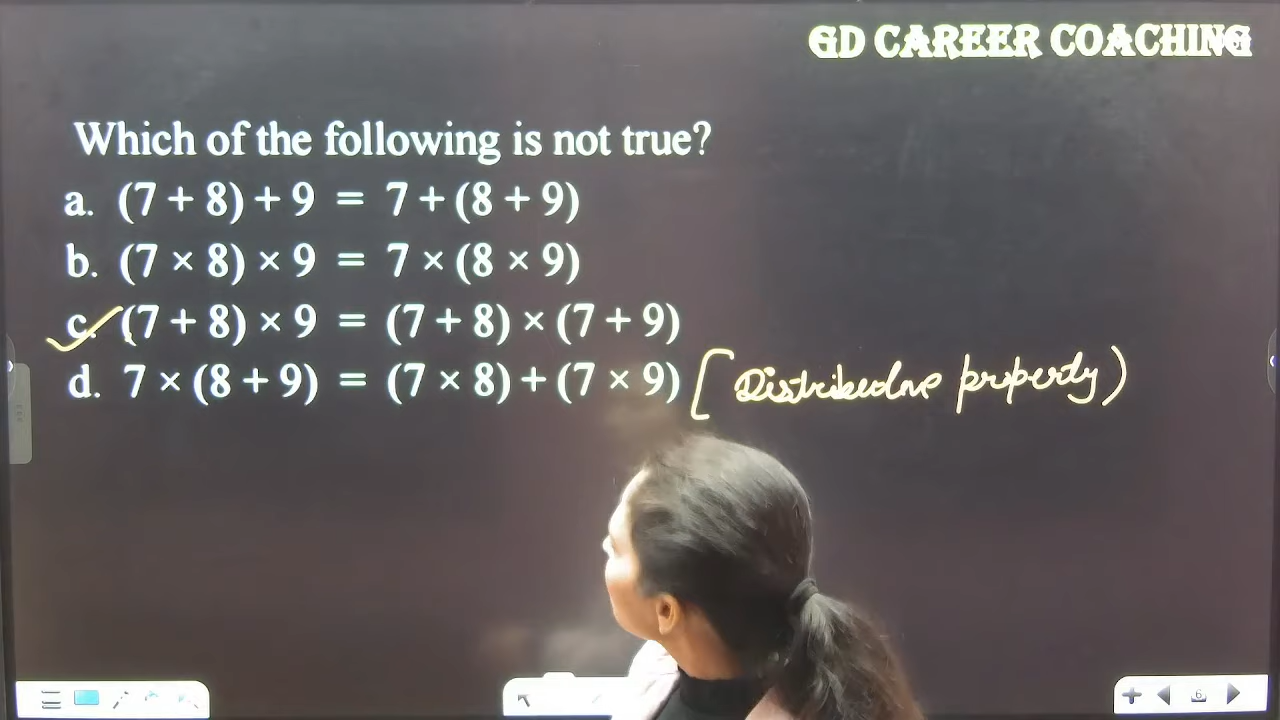 GD CAREER COACHING
Which of the following is not true?
a. (7 + 8) + 9 = 7 + (8 + 9)
b. (7 × 8) × 9 = 7 × (8 × 9)
c. (7 + 8) × 9 = (7 + 8) × (7 + 9)
d. 7 × (8 + 9) = (7 × 8) + (7 × 9) [Distributive property)
6